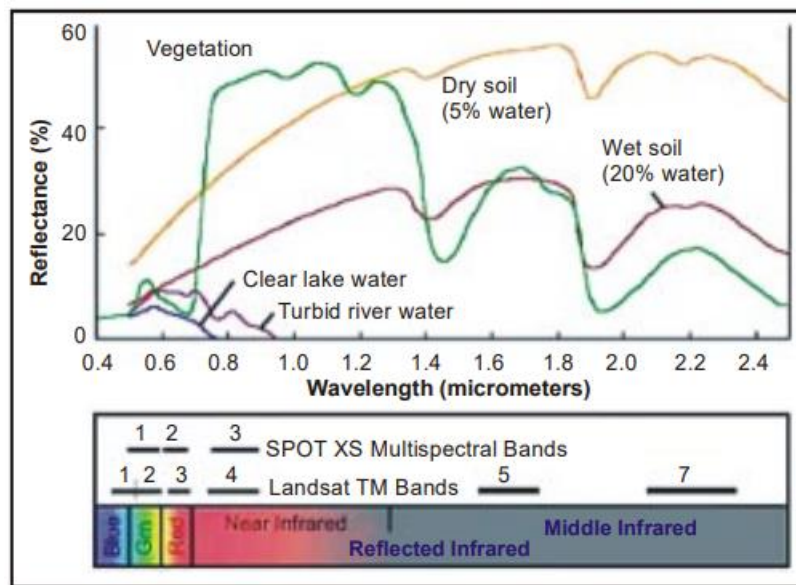 60
Vegetation
Dry soil
(5% water)
40
Wet soil
(20% water)
Reflectance (%)
20
Clear lake water
Turbid river water
0
0.4 0.6 0.8 1.0 1.2 1.4 1.6 1.8 2.0 2.2 2.4
Wavelength (micrometers)
1 2 3
SPOT XS Multispectral Bands
1 2 3 4 5 7
Landsat TM Bands
Blue Grn Red Near Infrared
Middle Infrared
Reflected Infrared